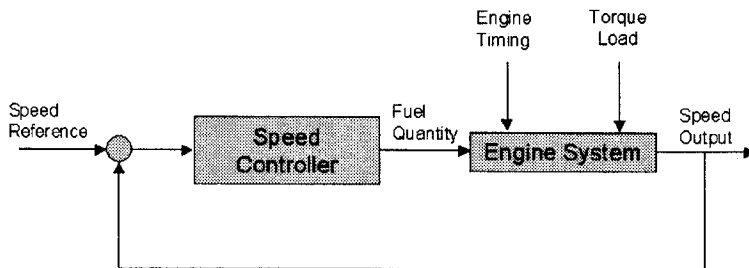 Engine
Timing
Torque
Load
Speed
Reference
Speed
Controller
Fuel
Quantity
Engine System
Speed
Output